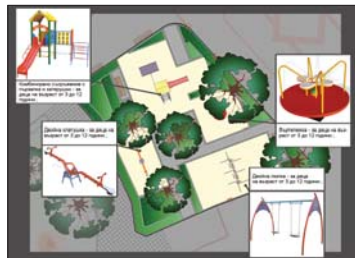 Комбинирано съоръжение с
пързалка и катерушки - за
деца на възраст от 3 до 12
години.
Въртележка - за деца на въз-
раст от 3 до 12 години.
Двойна клатушка - за деца на
възраст от 3 до 12 години.
Двойна люлка - за деца
на възраст от 3 до 12
години.